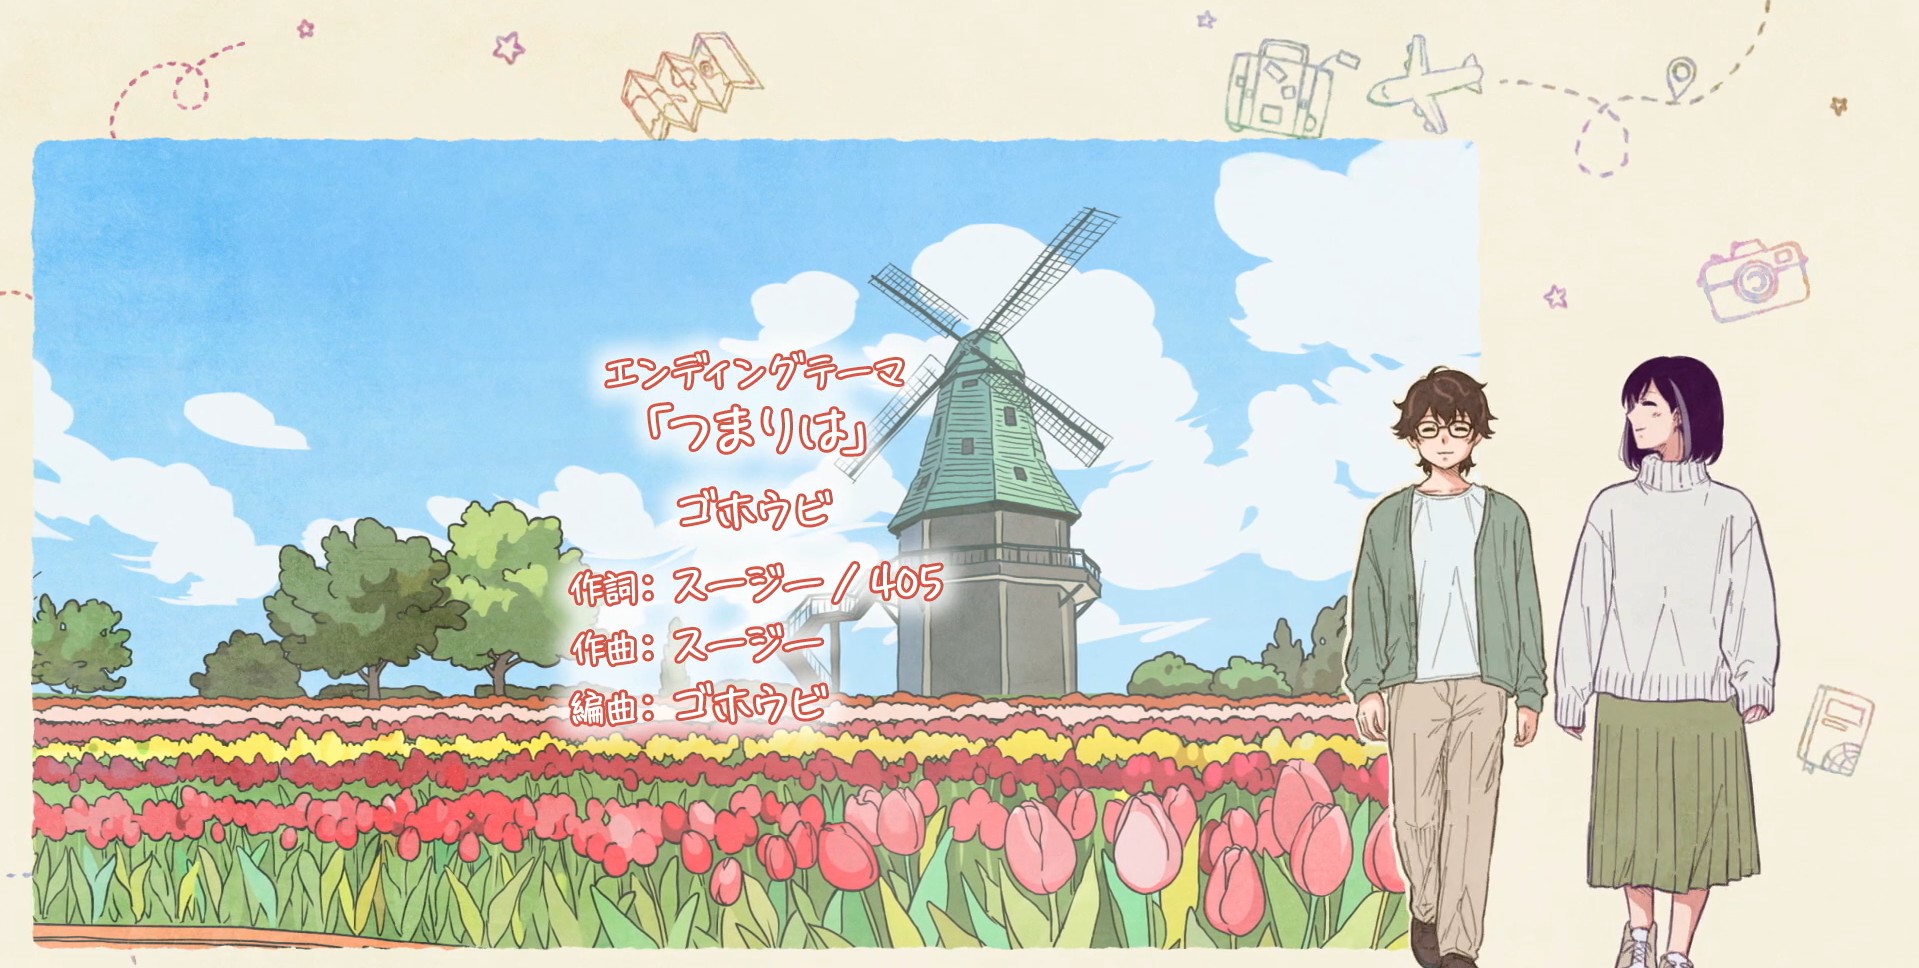 エンディングテーマ
「つまりは」
ゴホウビ
作詞： スージー / 405
作曲： スージー
編曲： ゴホウビ